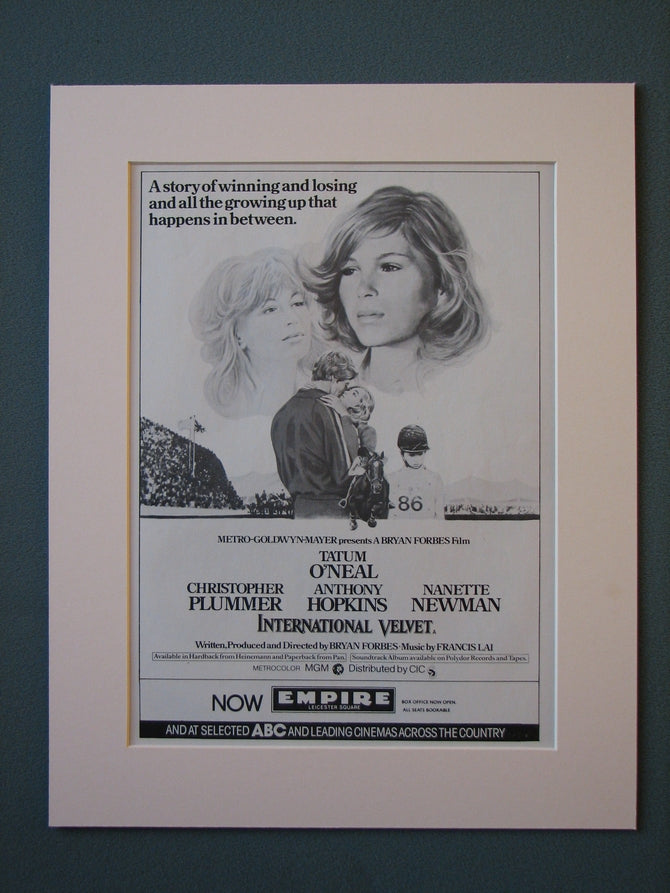 A story of winning and losing
and all the growing up that
happens in between.
86
METRO-GOLDWYN-MAYER presents A BRYAN FORBES Film
TATUM
O'NEAL
CHRISTOPHER ANTHONY NANETTE
PLUMMER HOPKINS NEWMAN
INTERNATIONAL VELVET.
Written, Produced and Directed by BRYAN FORBES · Music by FRANCIS LAI
Available in Hardback from Heinemann and Paperback from Pan. Soundtrack Album available on Polydor Records and Tapes.
METROCOLOR MGM Distributed by CIC
NOW EMPIRE BOX OFFICE NOW OPEN.
LEICESTER SQUARE ALL SEATS BOOKABLE
AND AT SELECTED ABC AND LEADING CINEMAS ACROSS THE COUNTRY